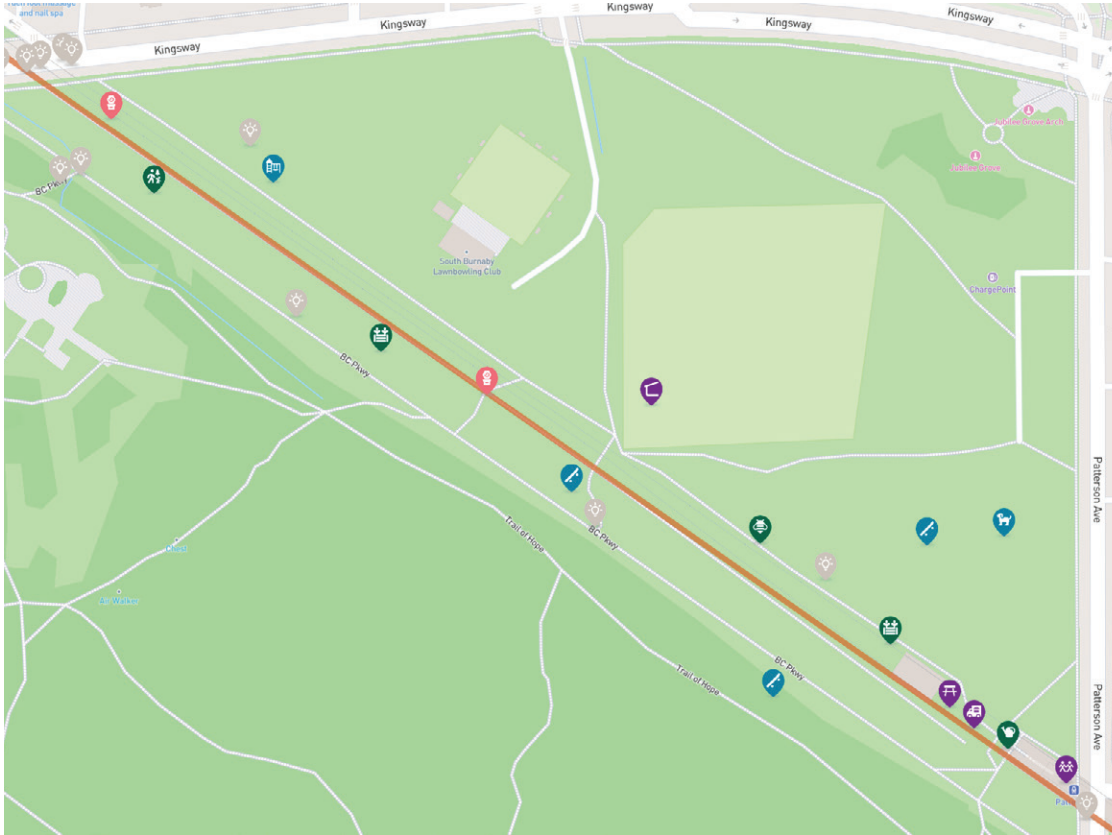 and nail spa
Kingsway
Kingsway
Kingsway
Kingsway
Jubilee Grove Arch
Jubilee Grove
BC Pkwy
South Burnaby
Lawnbowling Club
ChargePoint
BC Pkwy
Patterson Ave
Trail of Hope
BC Pkwy
Chest
Air Walker
BC Pkwy
Trail of Hope
Patterson Ave